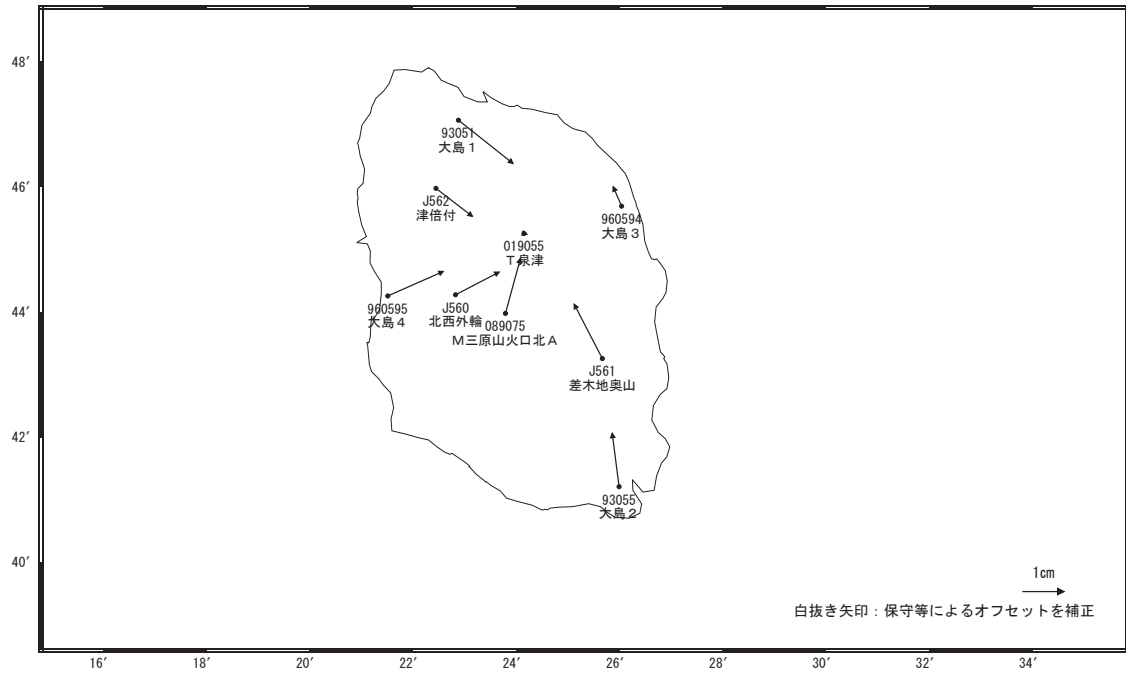 48′
46′
44′
42′
40′
93051
大島１
J562
津倍付
960594
大島３
019055
Ｔ泉津
960595
大島４
J560
北西外輪
089075
Ｍ三原山火口北Ａ
J561
差木地奥山
93055
大島２
1cm
白抜き矢印：保守等によるオフセットを補正
16′ 18′ 20′ 22′ 24′ 26′ 28′ 30′ 32′ 34′